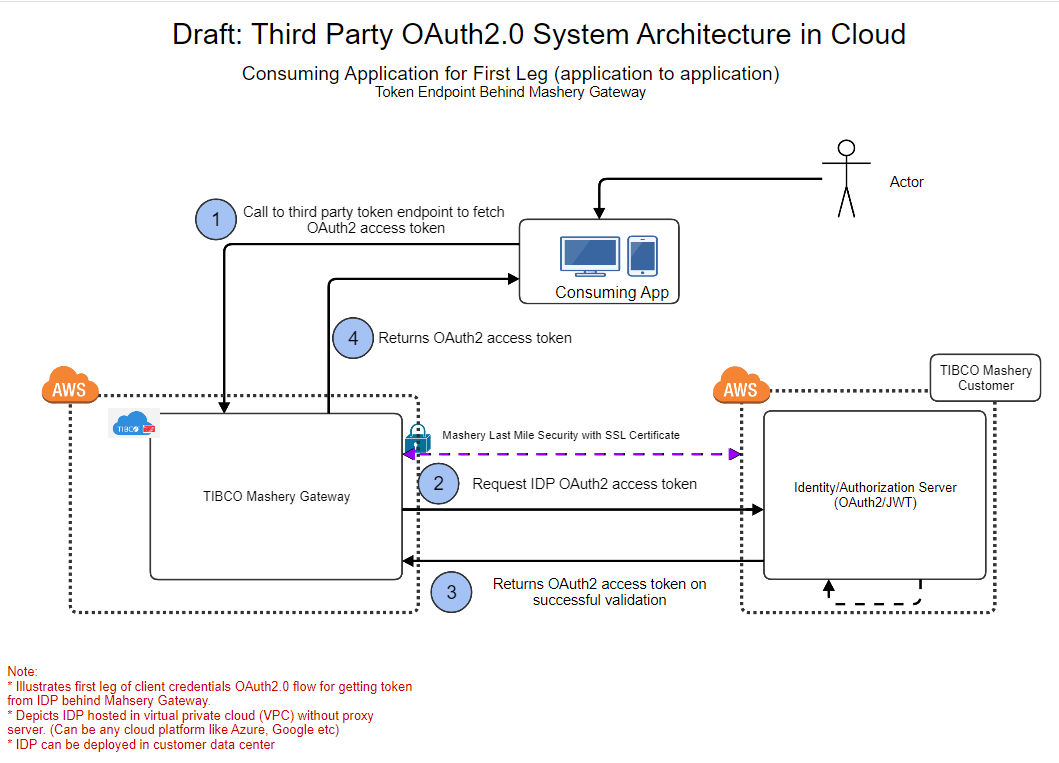 Draft: Third Party OAuth2.0 System Architecture in Cloud
Consuming Application for First Leg (application to application)
Token Endpoint Behind Mashery Gateway
Actor
1
Call to third party token endpoint to fetch
OAuth2 access token
Consuming App
4
Returns OAuth2 access token
AWS
AWS
TIBCO Mashery
Customer
TIBCO
Mashery Last Mile Security with SSL Certificate
2
Request IDP OAuth2 access token
TIBCO Mashery Gateway
Identity/Authorization Server
(OAuth2/JWT)
3
Returns OAuth2 access token on
successful validation
Note:
* Illustrates first leg of client credentials OAuth2.0 flow for getting token
from IDP behind Mahsery Gateway.
* Depicts IDP hosted in virtual private cloud (VPC) without proxy
server. (Can be any cloud platform like Azure, Google etc)
* IDP can be deployed in customer data center